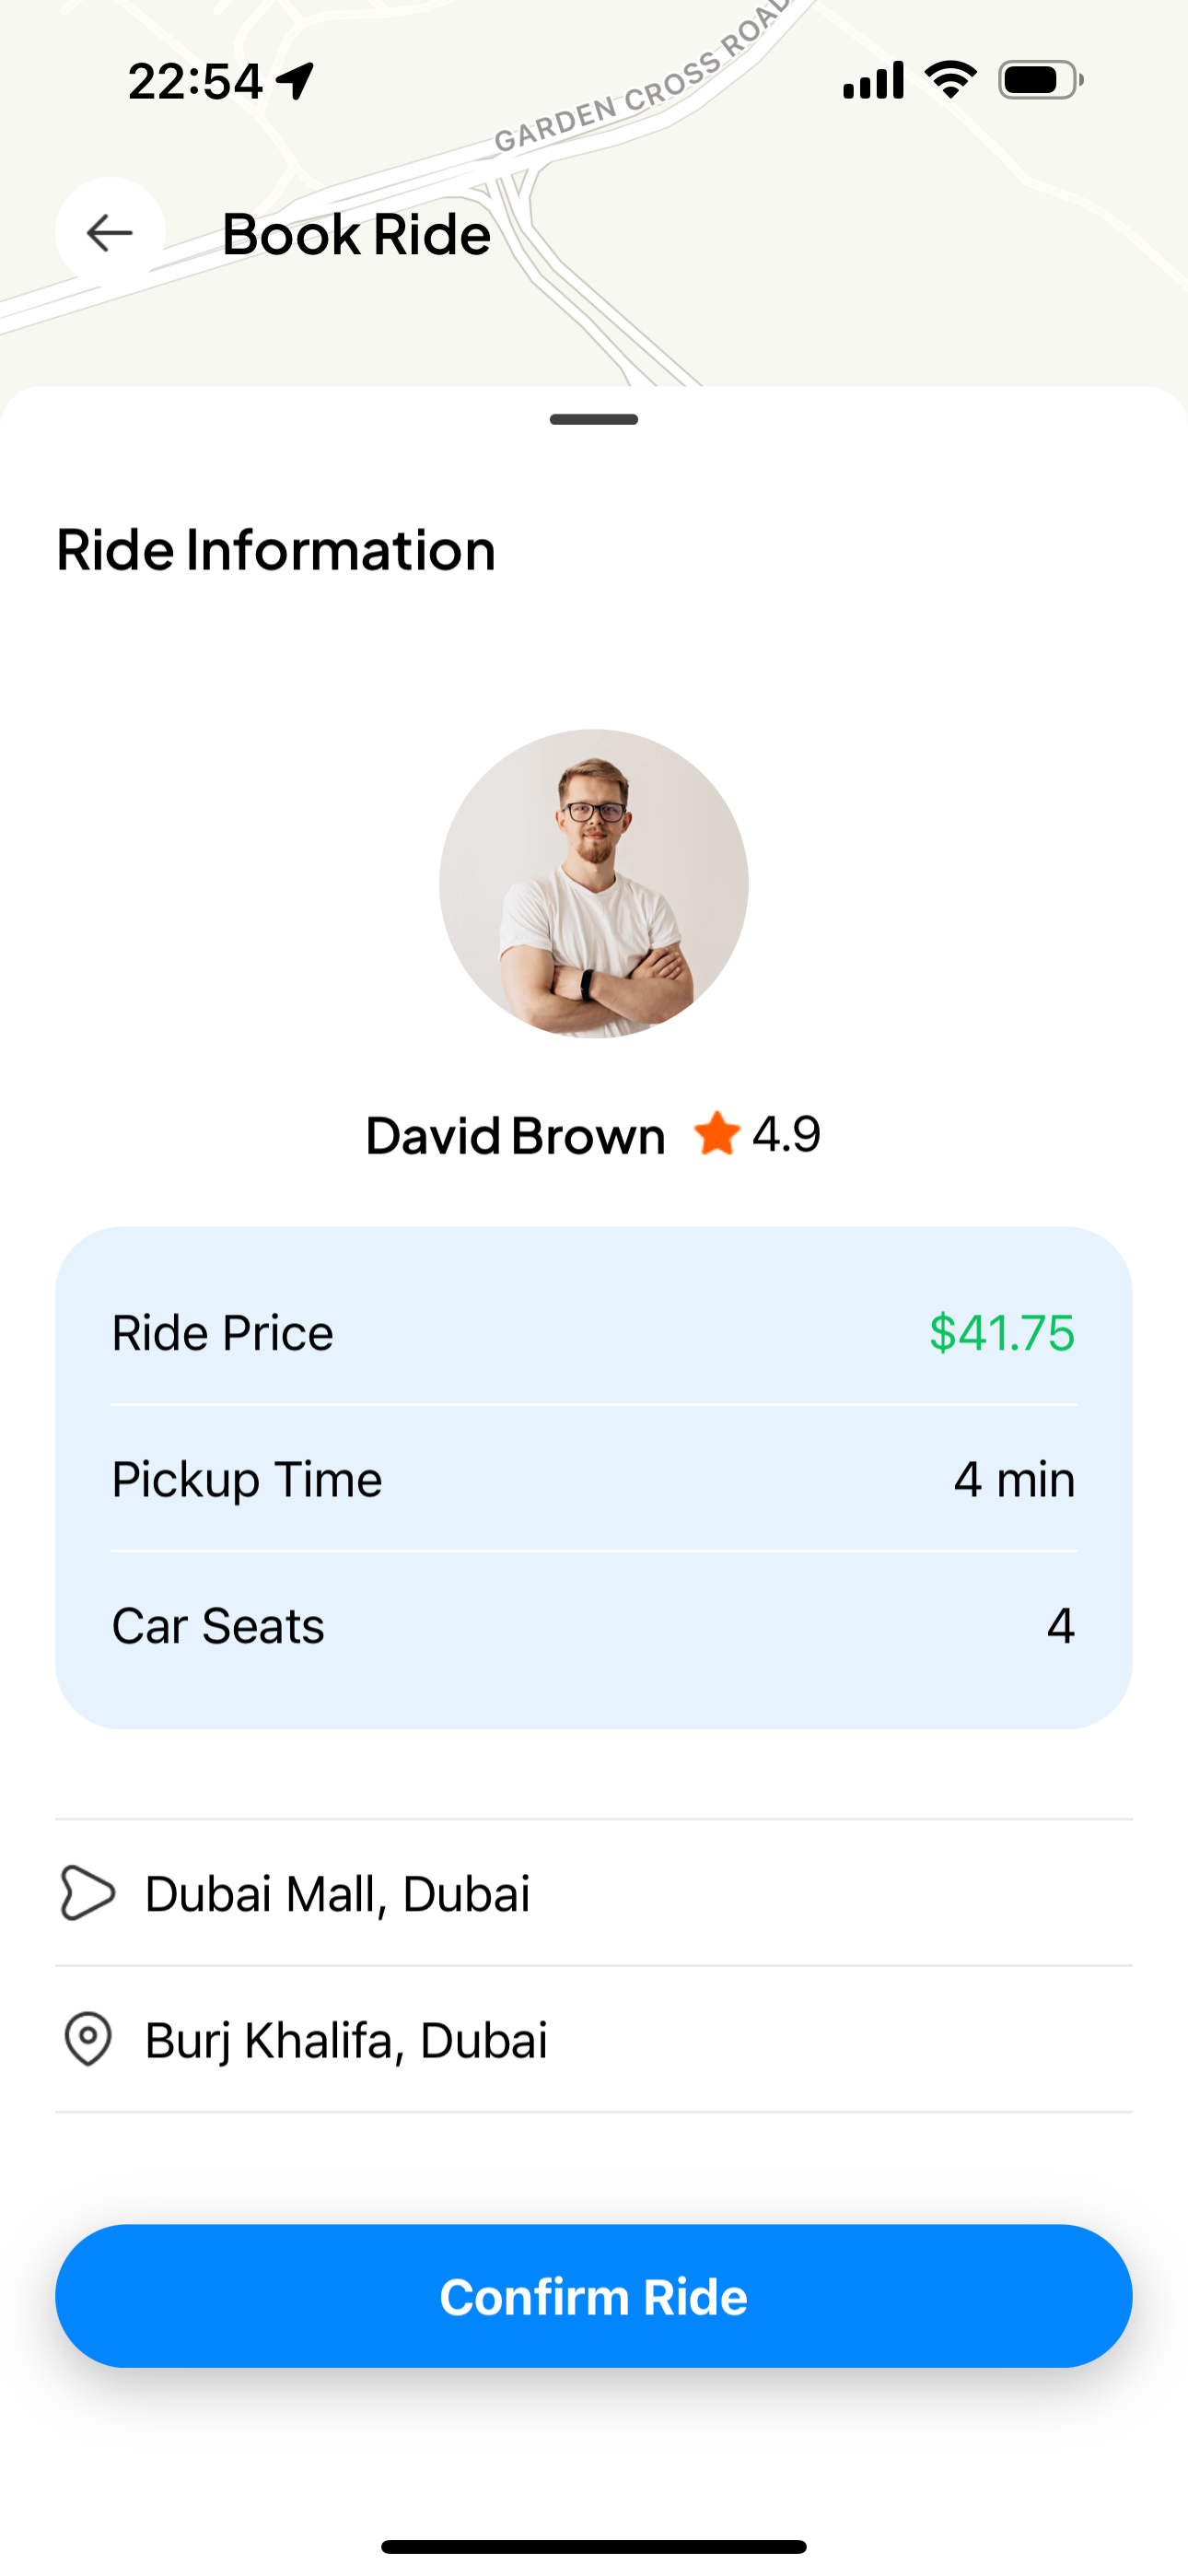 22:54
GARDEN CROSS ROAD
Book Ride
Ride Information
David Brown 4.9
Ride Price $41.75
Pickup Time 4 min
Car Seats 4
Dubai Mall, Dubai
Burj Khalifa, Dubai
Confirm Ride